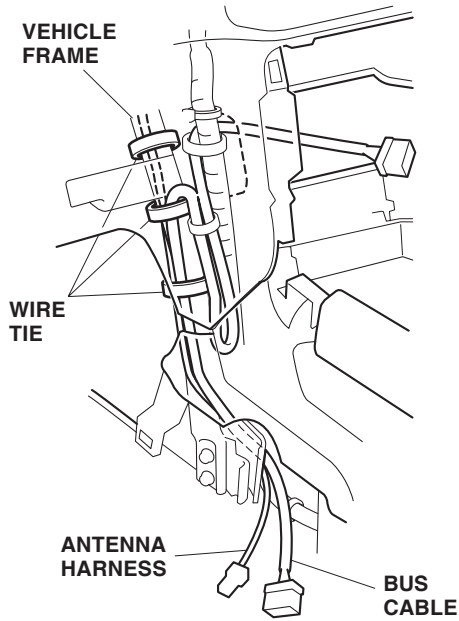 VEHICLE
FRAME
WIRE
TIE
ANTENNA
HARNESS
BUS
CABLE